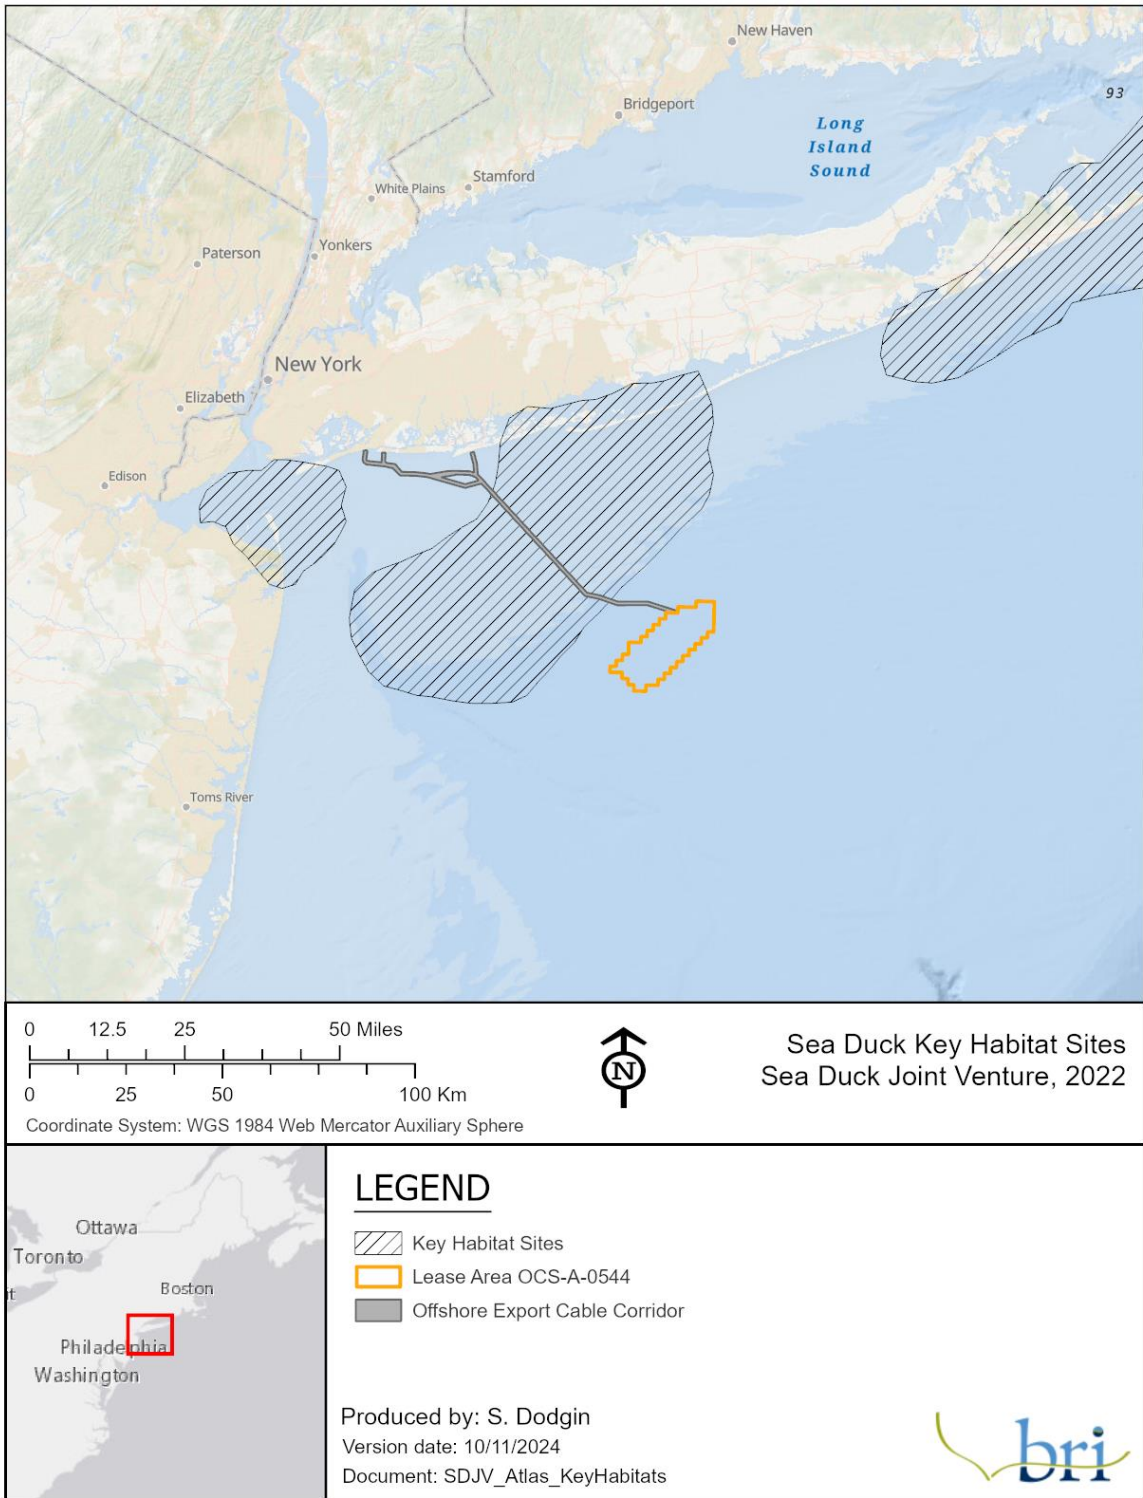 New Haven
93
Bridgeport
Long
Island
Sound
Stamford
White Plains
Yonkers
Paterson
New York
Elizabeth
Edison
Toms River
0 12.5 25 50 Miles
0 25 50 100 Km
Coordinate System: WGS 1984 Web Mercator Auxiliary Sphere
N
Sea Duck Key Habitat Sites
Sea Duck Joint Venture, 2022
Ottawa
Toronto
it
Boston
Philadelphia
Washington
LEGEND
Key Habitat Sites
Lease Area OCS-A-0544
Offshore Export Cable Corridor
Produced by: S. Dodgin
Version date: 10/11/2024
Document: SDJV_Atlas_KeyHabitats
bri